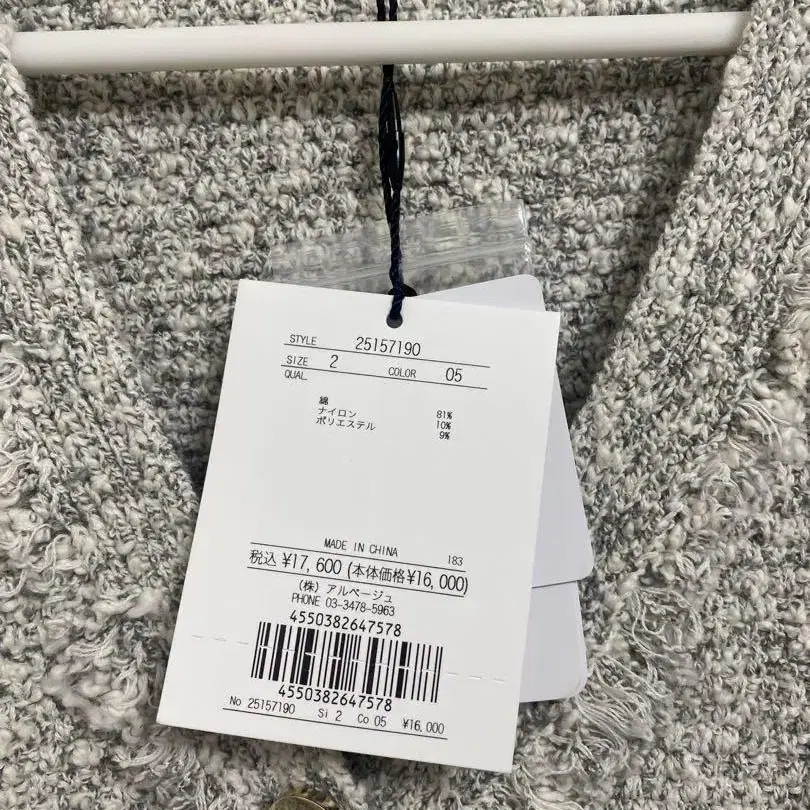 STYLE 25157190
SIZE 2 COLOR 05
QUAL
綿 81%
ナイロン 10%
ポリエステル 9%
MADE IN CHINA 183
税込 ¥17,600 (本体価格¥16,000)
(株) アルページュ
PHONE 03-3478-5963
4550382647578
4550382647578
No 25157190 Si 2 Co 05 ¥16,000